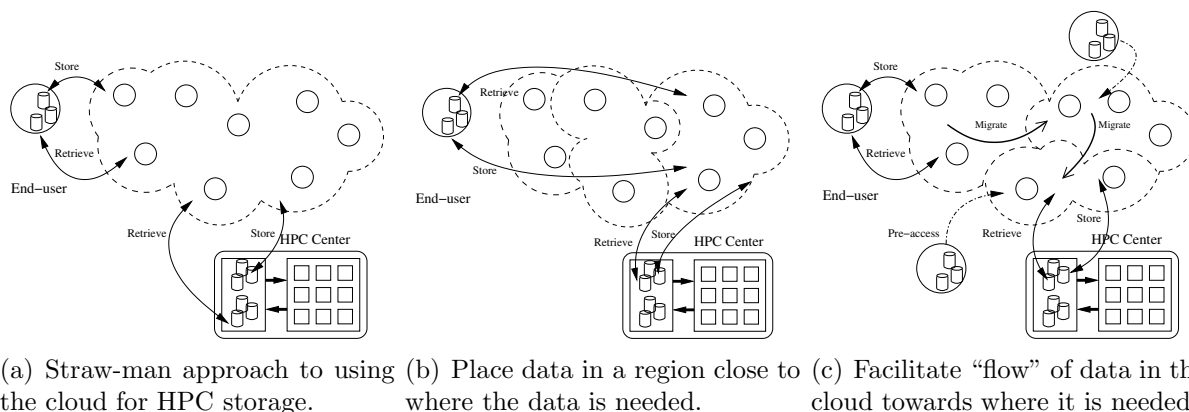 Store
Retrieve
End-user
Retrieve
Store
HPC Center
(a) Straw-man approach to using
the cloud for HPC storage.
Retrieve
Store
End-user
Retrieve
Store
HPC Center
(b) Place data in a region close to
where the data is needed.
Store
Migrate
Migrate
Retrieve
End-user
Pre-access
Retrieve
Store
HPC Center
(c) Facilitate “flow” of data in th
cloud towards where it is needed